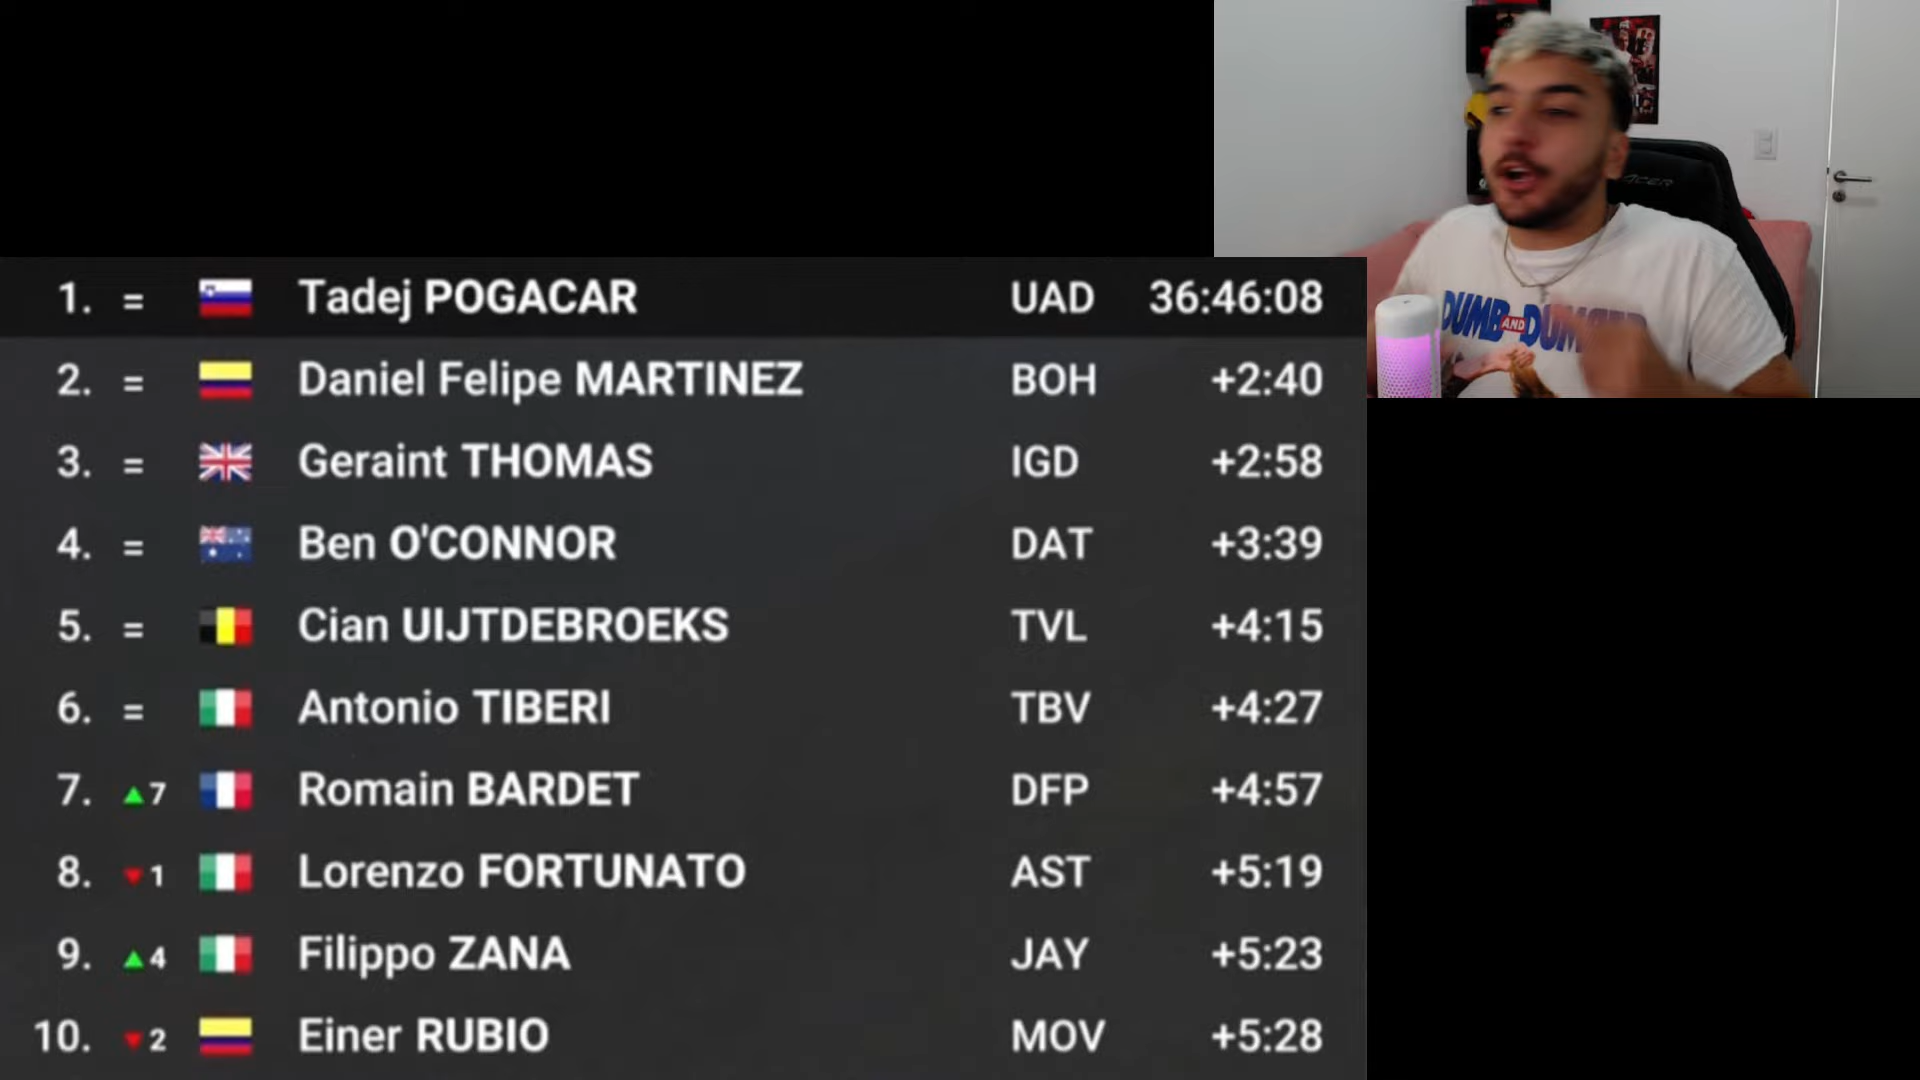 1. = Tadej POGACAR UAD 36:46:08
2. = Daniel Felipe MARTINEZ BOH +2:40
3. = Geraint THOMAS IGD +2:58
4. = Ben O'CONNOR DAT +3:39
5. = Cian UIJTDEBROEKS TVL +4:15
6. = Antonio TIBERI TBV +4:27
7. ▲7 Romain BARDET DFP +4:57
8. ▼1 Lorenzo FORTUNATO AST +5:19
9. ▲4 Filippo ZANA JAY +5:23
10. ▼2 Einer RUBIO MOV +5:28
DUMB AND